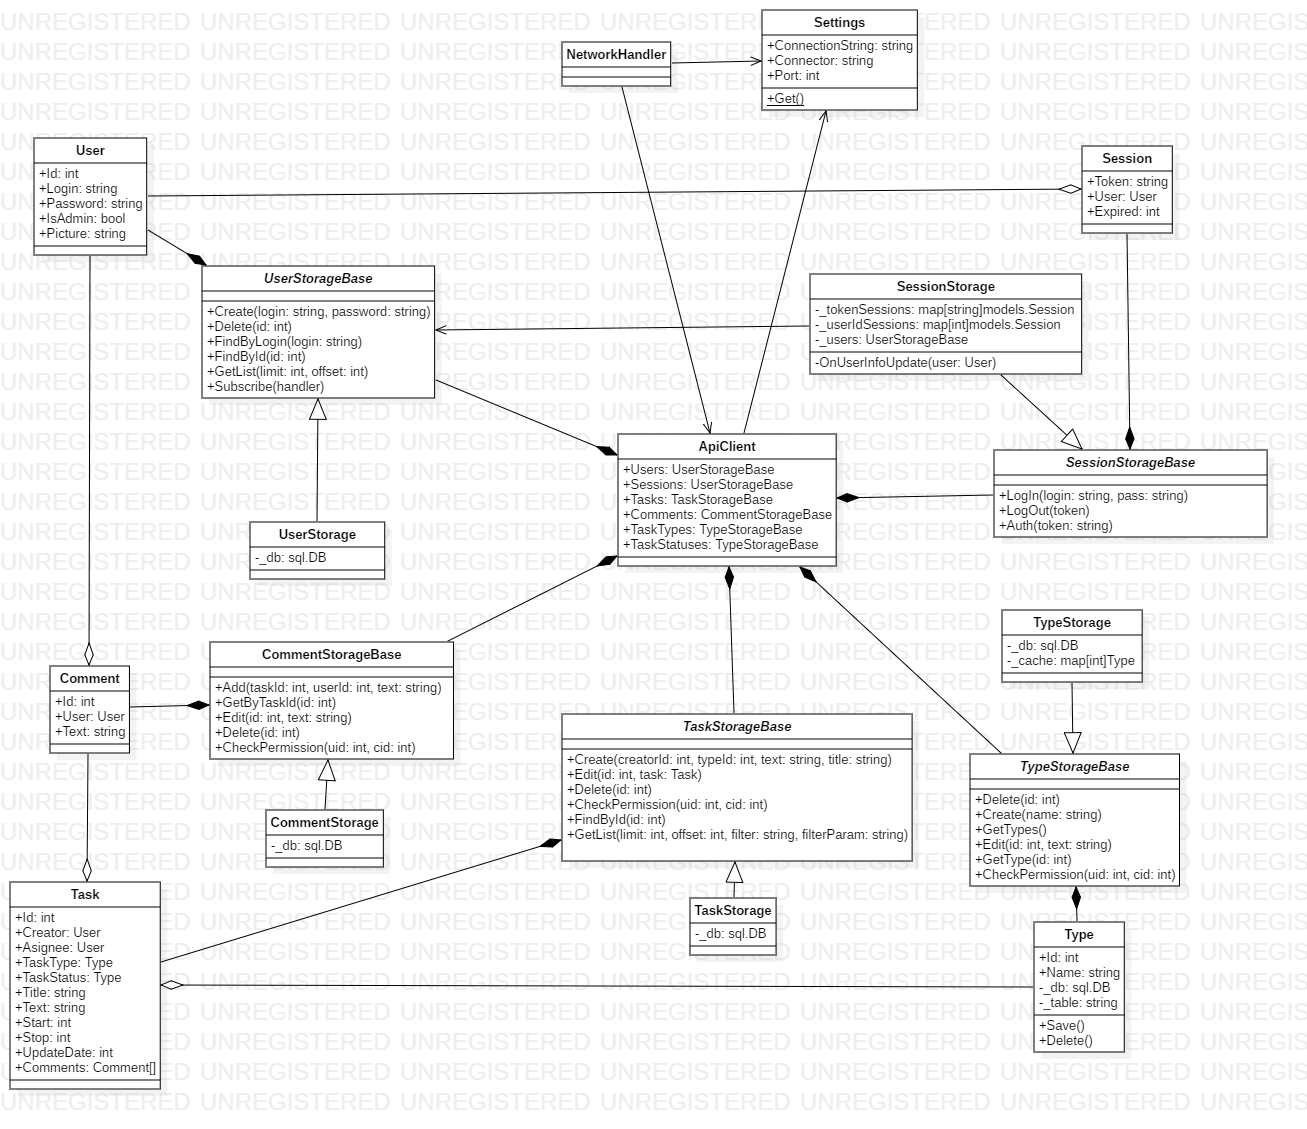 Settings
+ConnectionString: string
+Connector: string
+Port: int
+Get()
NetworkHandler
User
+Id: int
+Login: string
+Password: string
+IsAdmin: bool
+Picture: string
Session
+Token: string
+User: User
+Expired: int
UserStorageBase
+Create(login: string, password: string)
+Delete(id: int)
+FindByLogin(login: string)
+FindById(id: int)
+GetList(limit: int, offset: int)
+Subscribe(handler)
SessionStorage
-_tokenSessions: map[string]models.Session
-_userIdSessions: map[int]models.Session
-_users: UserStorageBase
-OnUserInfoUpdate(user: User)
ApiClient
+Users: UserStorageBase
+Sessions: UserStorageBase
+Tasks: TaskStorageBase
+Comments: CommentStorageBase
+TaskTypes: TypeStorageBase
+TaskStatuses: TypeStorageBase
SessionStorageBase
+LogIn(login: string, pass: string)
+LogOut(token)
+Auth(token: string)
UserStorage
-_db: sql.DB
TypeStorage
-_db: sql.DB
-_cache: map[int]Type
CommentStorageBase
+Add(taskId: int, userId: int, text: string)
+GetByTaskId(id: int)
+Edit(id: int, text: string)
+Delete(id: int)
+CheckPermission(uid: int, cid: int)
Comment
+Id: int
+User: User
+Text: string
TaskStorageBase
+Create(creatorId: int, typeId: int, text: string, title: string)
+Edit(id: int, task: Task)
+Delete(id: int)
+CheckPermission(uid: int, cid: int)
+FindById(id: int)
+GetList(limit: int, offset: int, filter: string, filterParam: string)
TypeStorageBase
+Delete(id: int)
+Create(name: string)
+GetTypes()
+Edit(id: int, text: string)
+GetType(id: int)
+CheckPermission(uid: int, cid: int)
CommentStorage
-_db: sql.DB
Task
+Id: int
+Creator: User
+Asignee: User
+TaskType: Type
+TaskStatus: Type
+Title: string
+Text: string
+Start: int
+Stop: int
+UpdateDate: int
+Comments: Comment[]
TaskStorage
-_db: sql.DB
Type
+Id: int
+Name: string
-_db: sql.DB
-_table: string
+Save()
+Delete()
UNREGISTERED